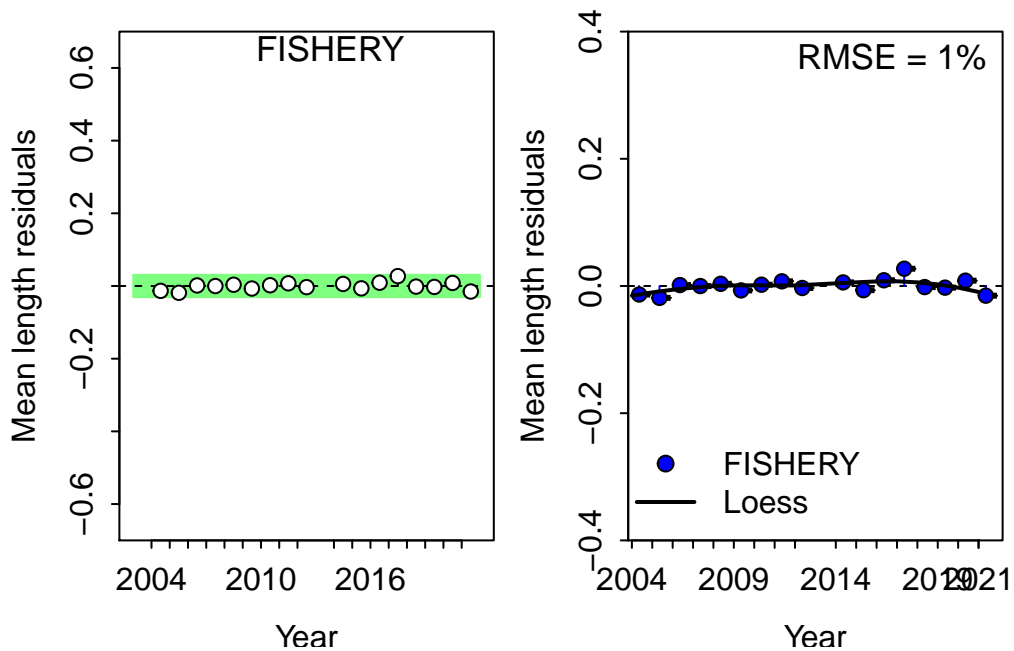 FISHERY
Mean length residuals
0.6
0.4
0.2
0.0
−0.2
−0.6
2004 2010 2016
Year
RMSE = 1%
Mean length residuals
0.4
0.2
0.0
−0.2
−0.4
FISHERY
Loess
2004 2009 2014 2019 2021
Year